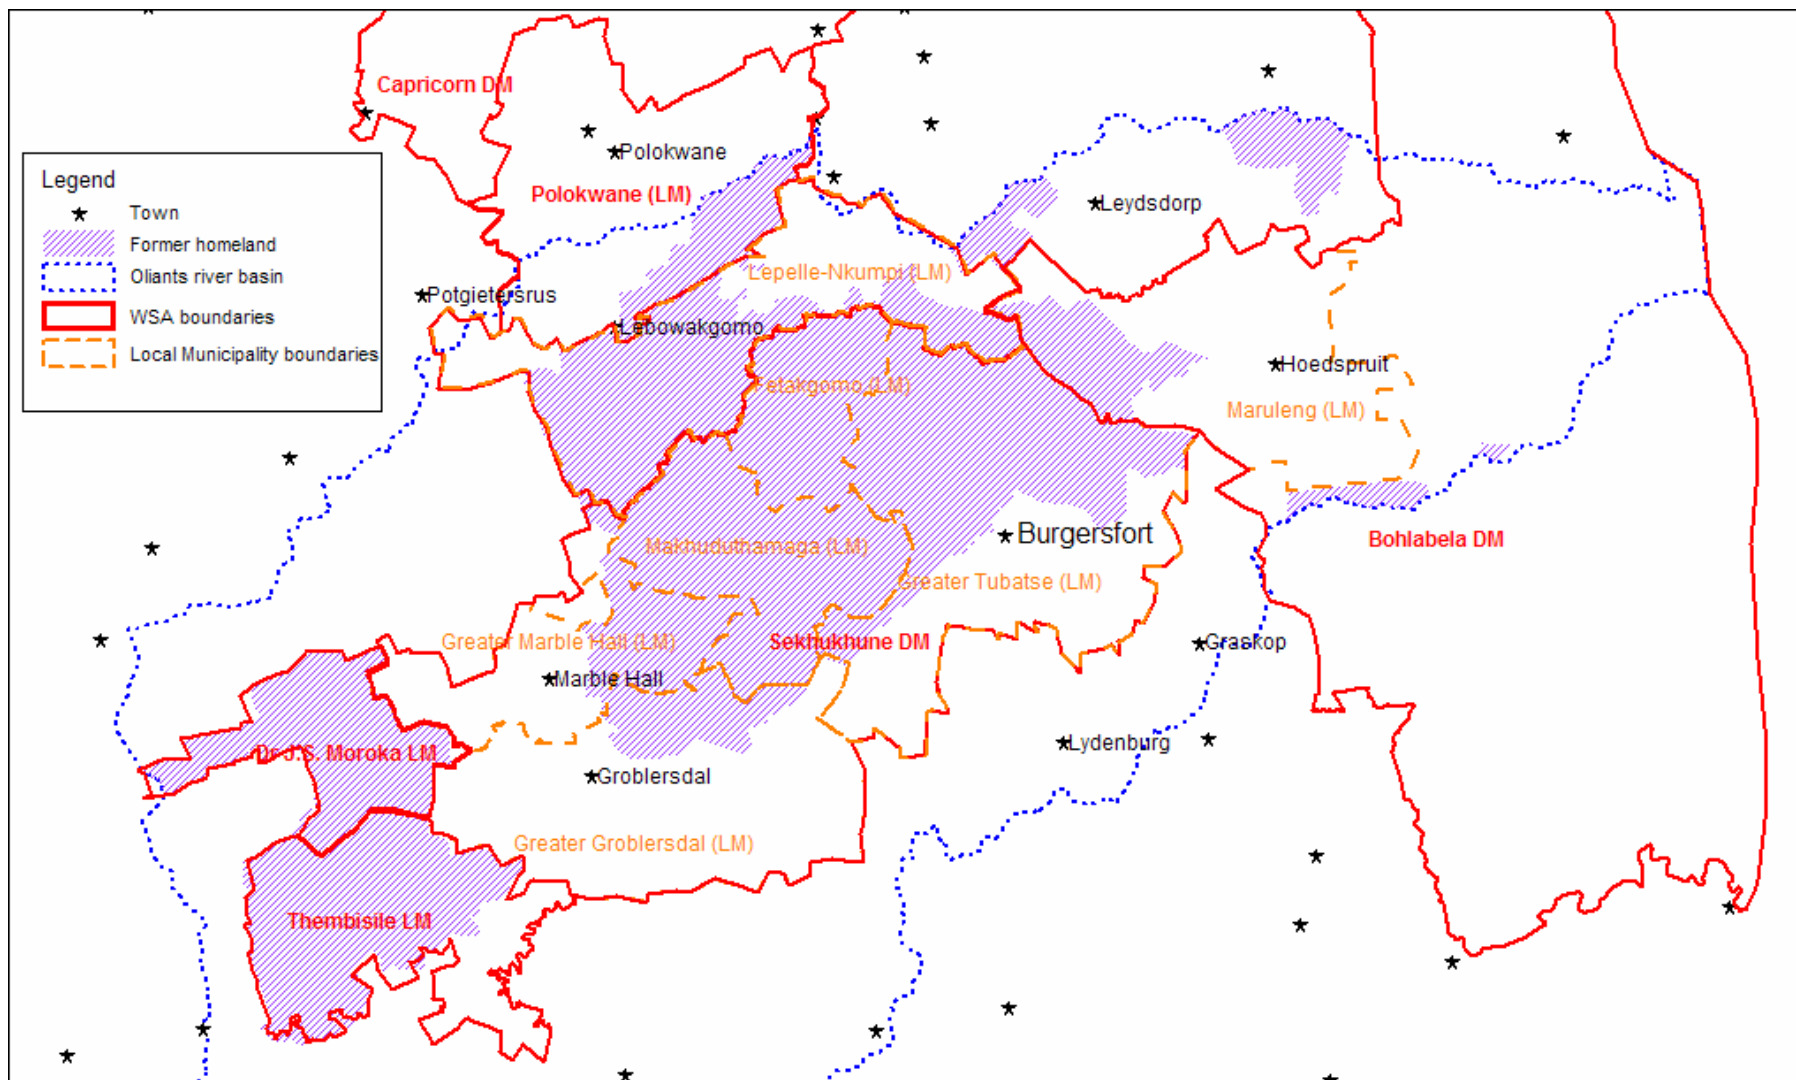 Capricorn DM
Polokwane
Polokwane (LM)
Legend
Town
Former homeland
Oliants river basin
WSA boundaries
Local Municipality boundaries
Leydsdorp
Lepelle-Nkumpi (LM)
Potgietersrus
Lebowakgomo
Hoedspruit
Fetakgomo (LM)
Maruleng (LM)
Burgersfort
Bohlabela DM
Makhuduthamaga (LM)
Greater Tubatse (LM)
Greater Marble Hall (LM)
Sekhukhune DM
Graskop
Marble Hall
Lydenburg
Dr J.S. Moroka LM
Groblersdal
Greater Groblersdal (LM)
Thembisile LM